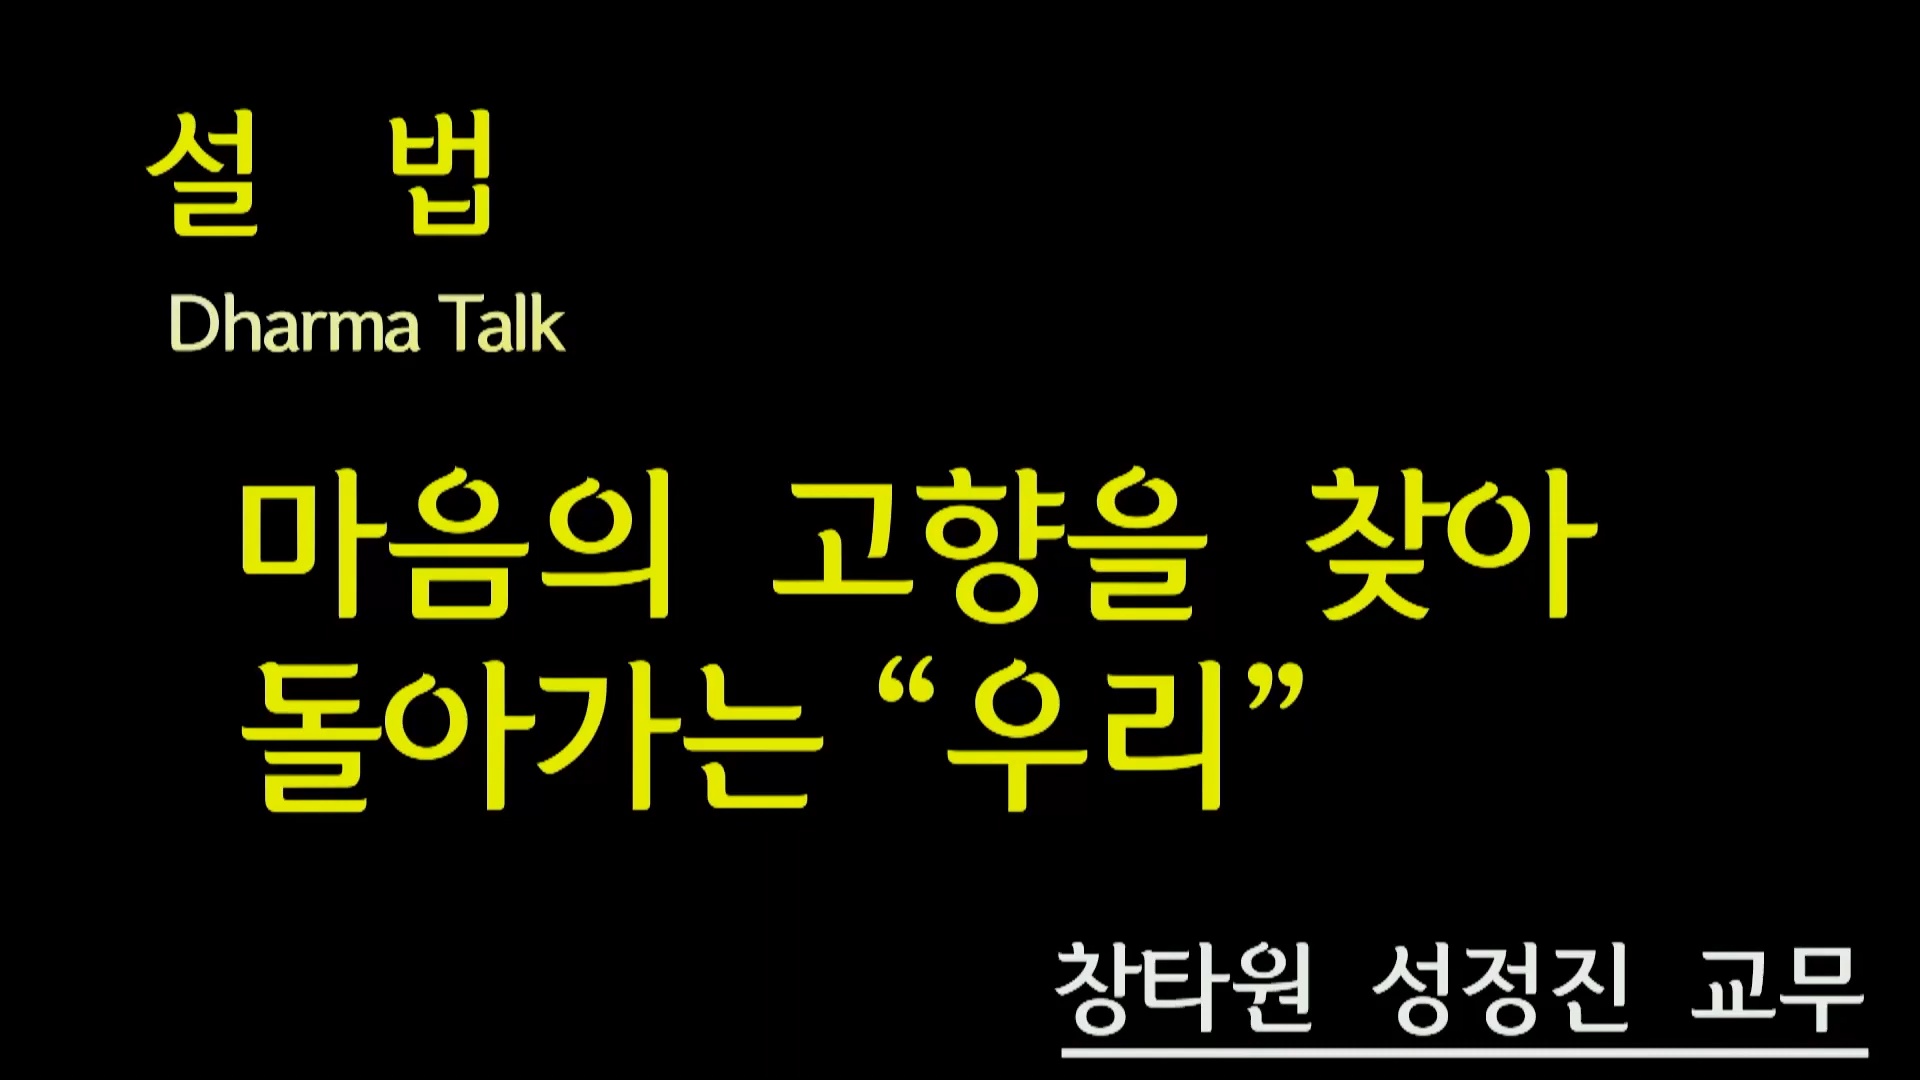 설 법
Dharma Talk
마음의 고향을 찾아
돌아가는 “우리”
창타원 성정진 교무